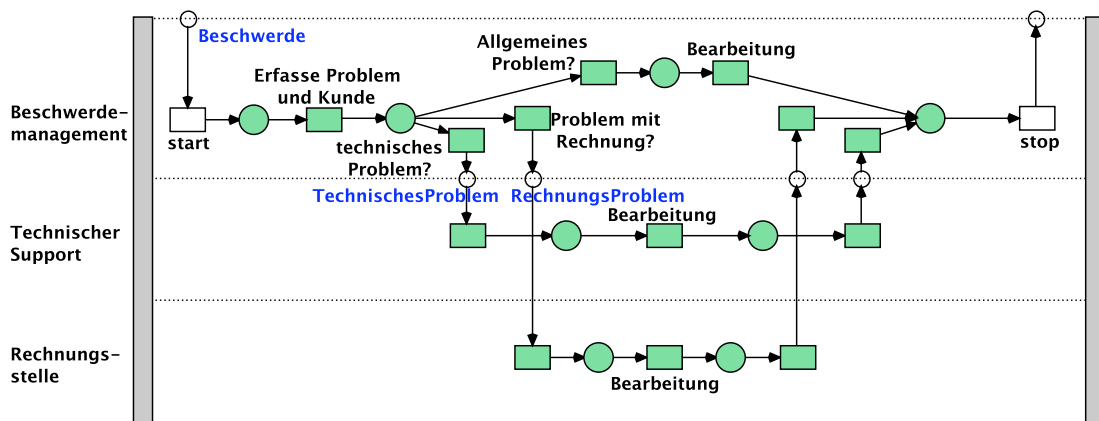 Beschwerde
Allgemeines
Problem?
Bearbeitung
Erfasse Problem
und Kunde
Beschwerde-
management
start
Problem mit
Rechnung?
technisches
Problem?
stop
TechnischesProblem
RechnungsProblem
Bearbeitung
Technischer
Support
Rechnungs-
stelle
Bearbeitung